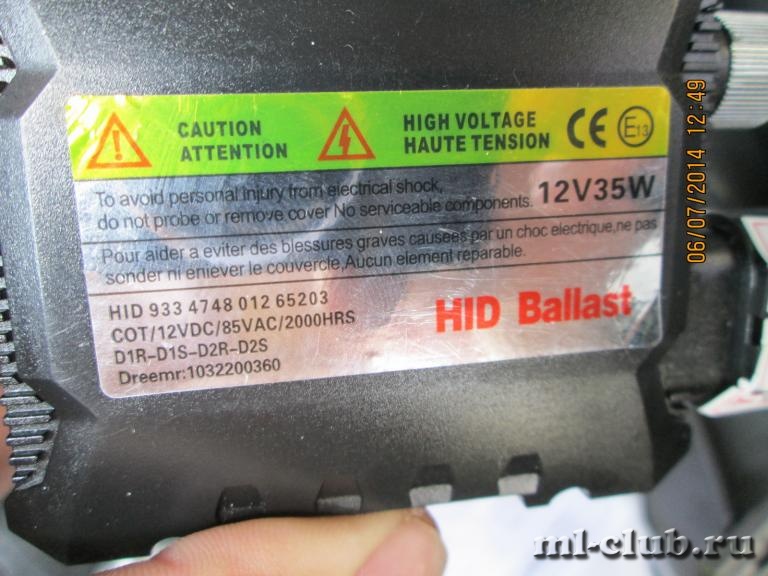 CAUTION
ATTENTION
HIGH VOLTAGE
HAUTE TENSION
CE E13
To avoid personal injury from electrical shock,
do not probe or remove cover No serviceable components.
12V35W
Pour aider a eviter des blessures graves causees par un choc electrique,ne pas
sonder ni eniever le couvercle,Aucun element reparable.
HID 933 4748 012 65203
COT/12VDC/85VAC/2000HRS
D1R-D1S-D2R-D2S
Dreemr:1032200360
HID Ballast
06/07/2014 12:49
ml-club.ru